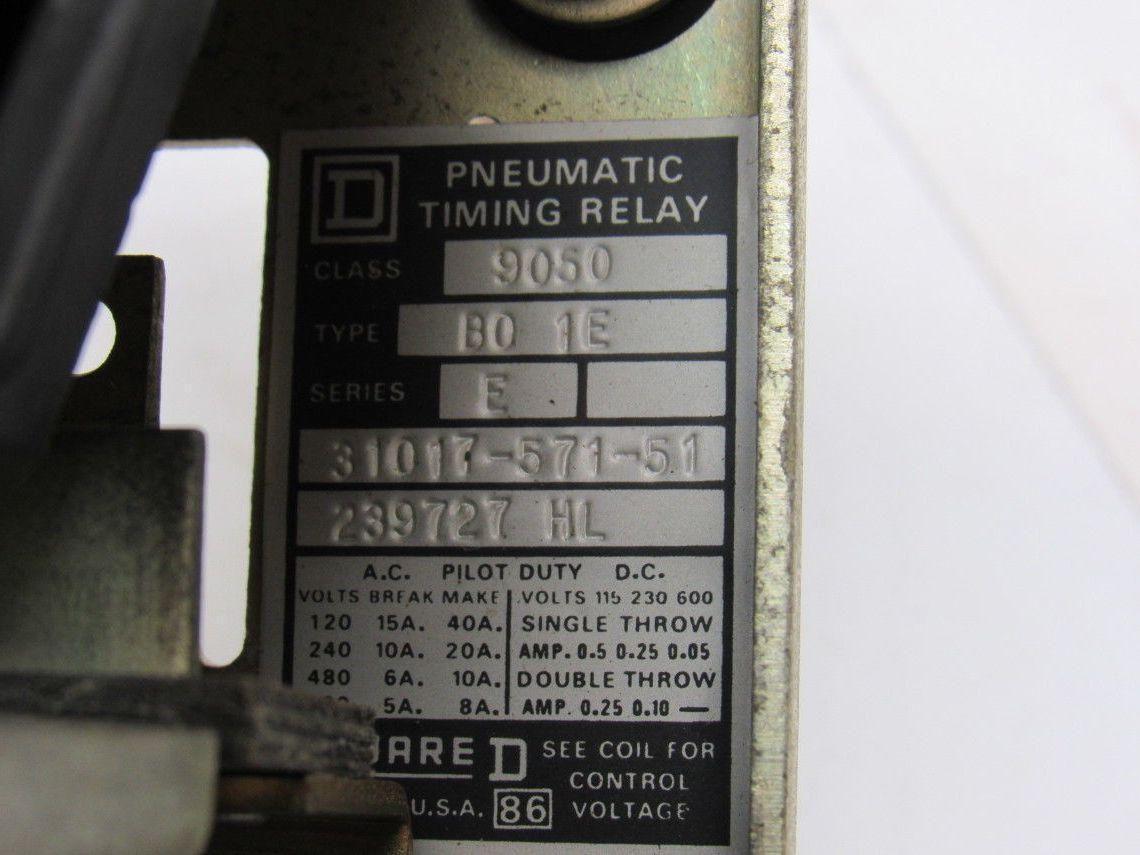 D
PNEUMATIC
TIMING RELAY
CLASS 9050
TYPE BO 1E
SERIES E
31017-571-51
239727 HL
A.C. PILOT DUTY D.C.
VOLTS BREAK MAKE VOLTS 115 230 600
120 15A. 40A. SINGLE THROW
240 10A. 20A. AMP. 0.5 0.25 0.05
480 6A. 10A. DOUBLE THROW
5A. 8A. AMP. 0.25 0.10 —
D SEE COIL FOR
CONTROL
U.S.A. 86 VOLTAGE